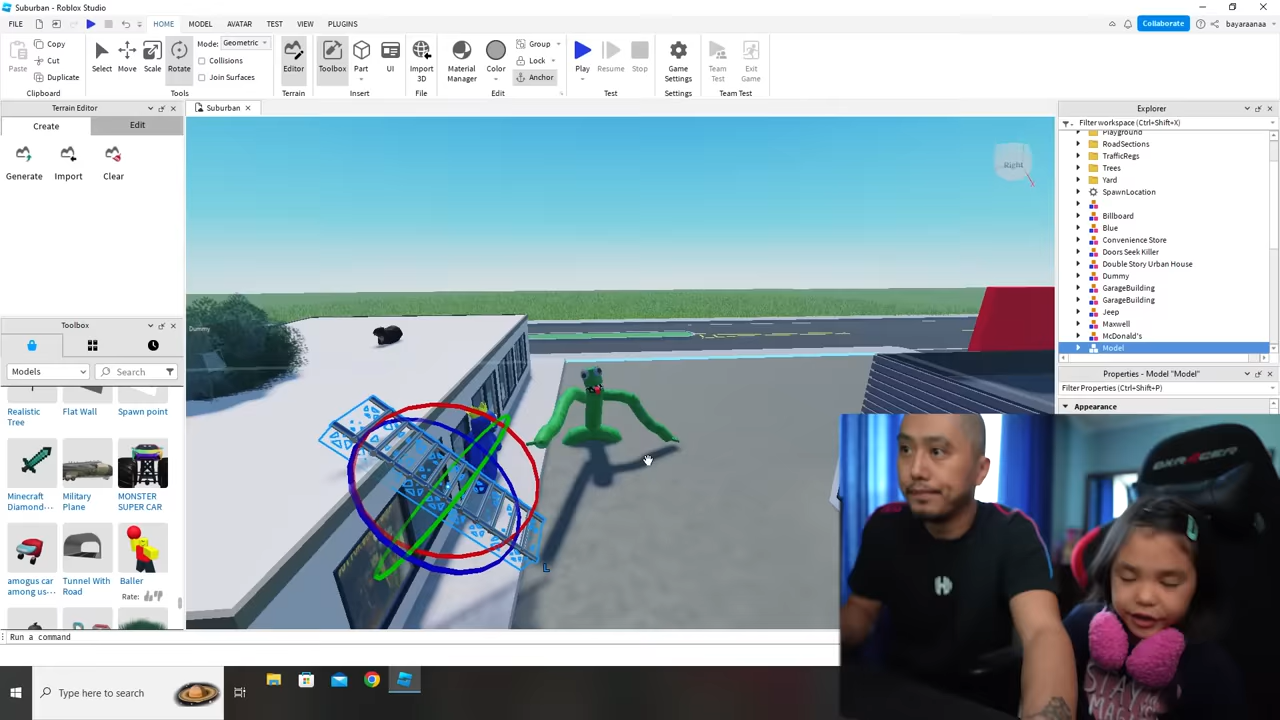 Suburban - Roblox Studio
FILE HOME MODEL AVATAR TEST VIEW PLUGINS Collaborate bayaraanaa
Paste Copy Cut Duplicate Clipboard
Select Move Scale Rotate Mode: Geometric Collisions Join Surfaces Tools
Editor Terrain
Toolbox Part UI Insert
Import 3D File
Material Manager Color Group Lock Anchor Edit
Play Resume Stop Test
Game Settings Settings
Team Test Exit Game Team Test
Terrain Editor
Create Edit
Generate Import Clear
Toolbox
Models Search
Realistic Tree Flat Wall Spawn point
Minecraft Diamond... Military Plane MONSTER SUPER CAR
amogus car among us... Tunnel With Road Baller
Rate:
Suburban
Dummy
Right
L
Explorer
Filter workspace (Ctrl+Shift+X)
Playground
RoadSections
TrafficRegs
Trees
Yard
SpawnLocation
Billboard
Blue
Convenience Store
Doors Seek Killer
Double Story Urban House
Dummy
GarageBuilding
GarageBuilding
Jeep
Maxwell
McDonald's
Model
Properties - Model "Model"
Filter Properties (Ctrl+Shift+P)
Appearance
Run a command
Type here to search